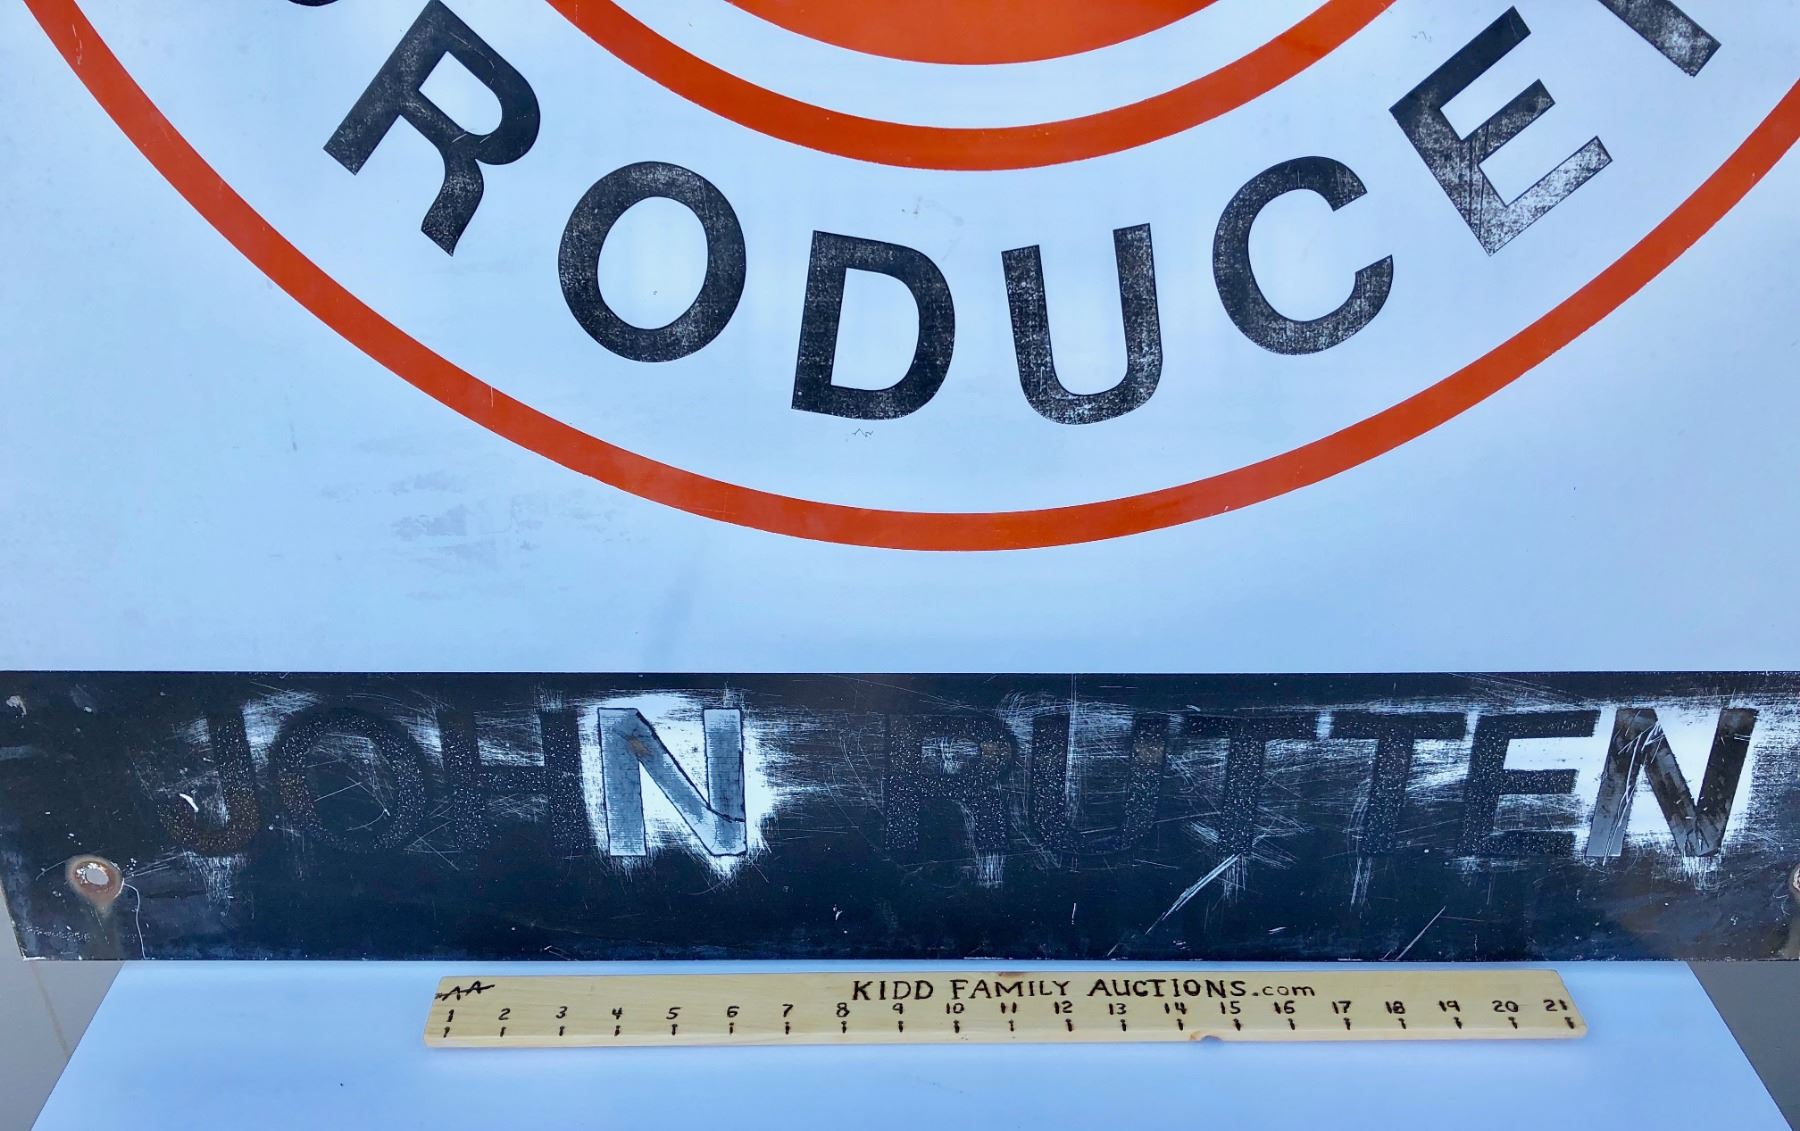 RODUCE
JOHN RUTTEN
AA KIDD FAMILY AUCTIONS.com
1 2 3 4 5 6 7 8 9 10 11 12 13 14 15 16 17 18 19 20 21